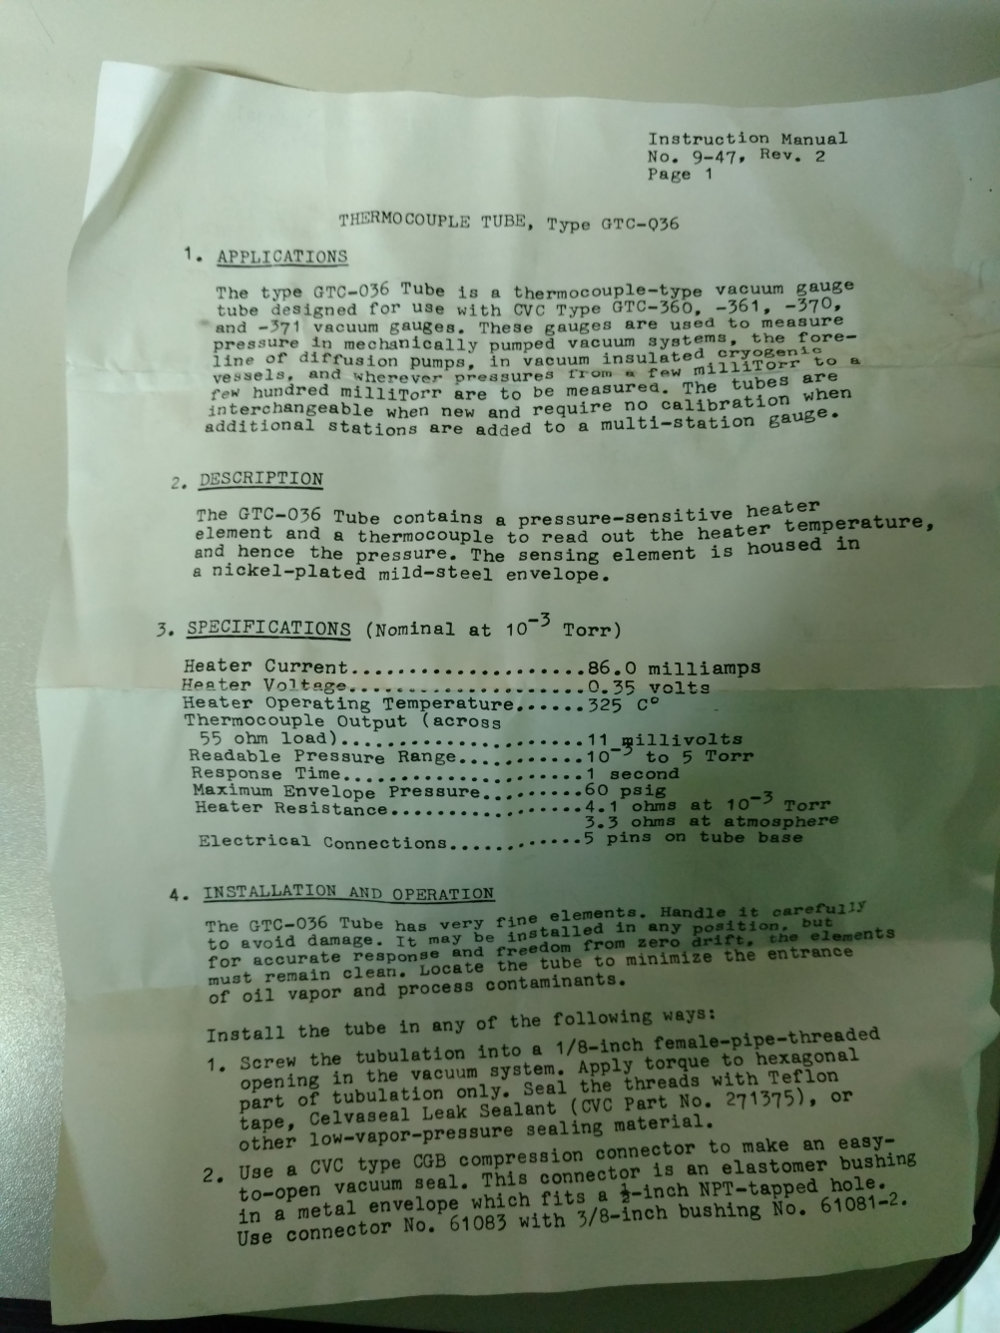 Instruction Manual
No. 9-47, Rev. 2
Page 1
THERMOCOUPLE TUBE, Type GTC-036
1. APPLICATIONS
The type GTC-036 Tube is a thermocouple-type vacuum gauge
tube designed for use with CVC Type GTC-360, -361, -370,
and -371 vacuum gauges. These gauges are used to measure
pressure in mechanically pumped vacuum systems, the fore-
line of diffusion pumps, in vacuum insulated cryogenic
vessels, and wherever pressures from a few milliTorr to a
few hundred milliTorr are to be measured. The tubes are
interchangeable when new and require no calibration when
additional stations are added to a multi-station gauge.
2. DESCRIPTION
The GTC-036 Tube contains a pressure-sensitive heater
element and a thermocouple to read out the heater temperature,
and hence the pressure. The sensing element is housed in
a nickel-plated mild-steel envelope.
3. SPECIFICATIONS (Nominal at 10⁻³ Torr)
Heater Current....................86.0 milliamps
Heater Voltage....................0.35 volts
Heater Operating Temperature......325 C°
Thermocouple Output (across
55 ohm load)....................11 millivolts
Readable Pressure Range...........10⁻³ to 5 Torr
Response Time.....................1 second
Maximum Envelope Pressure.........60 psig
Heater Resistance.................4.1 ohms at 10⁻³ Torr
3.3 ohms at atmosphere
Electrical Connections............5 pins on tube base
4. INSTALLATION AND OPERATION
The GTC-036 Tube has very fine elements. Handle it carefully
to avoid damage. It may be installed in any position, but
for accurate response and freedom from zero drift, the elements
must remain clean. Locate the tube to minimize the entrance
of oil vapor and process contaminants.
Install the tube in any of the following ways:
1. Screw the tubulation into a 1/8-inch female-pipe-threaded
opening in the vacuum system. Apply torque to hexagonal
part of tubulation only. Seal the threads with Teflon
tape, Celvaseal Leak Sealant (CVC Part No. 271375), or
other low-vapor-pressure sealing material.
2. Use a CVC type CGB compression connector to make an easy-
to-open vacuum seal. This connector is an elastomer bushing
in a metal envelope which fits a ½-inch NPT-tapped hole.
Use connector No. 61083 with 3/8-inch bushing No. 61081-2.